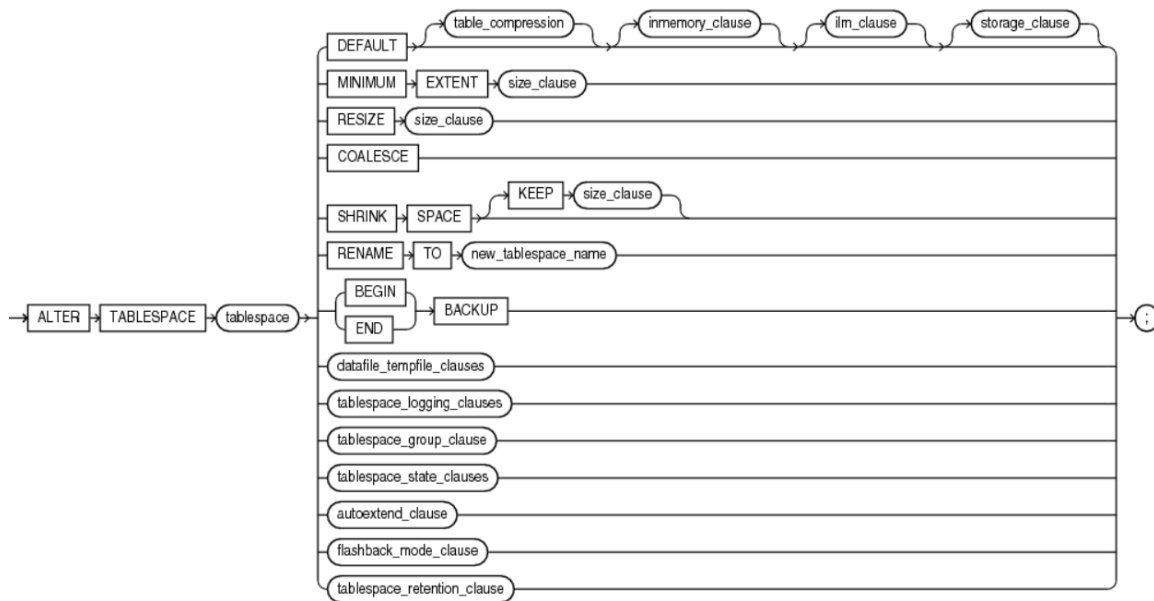 table_compression inmemory_clause ilm_clause storage_clause
DEFAULT
MINIMUM EXTENT size_clause
RESIZE size_clause
COALESCE
KEEP size_clause
SHRINK SPACE
RENAME TO new_tablespace_name
BEGIN
ALTER TABLESPACE tablespace BACKUP ;
END
datafile_tempfile_clauses
tablespace_logging_clauses
tablespace_group_clause
tablespace_state_clauses
autoextend_clause
flashback_mode_clause
tablespace_retention_clause